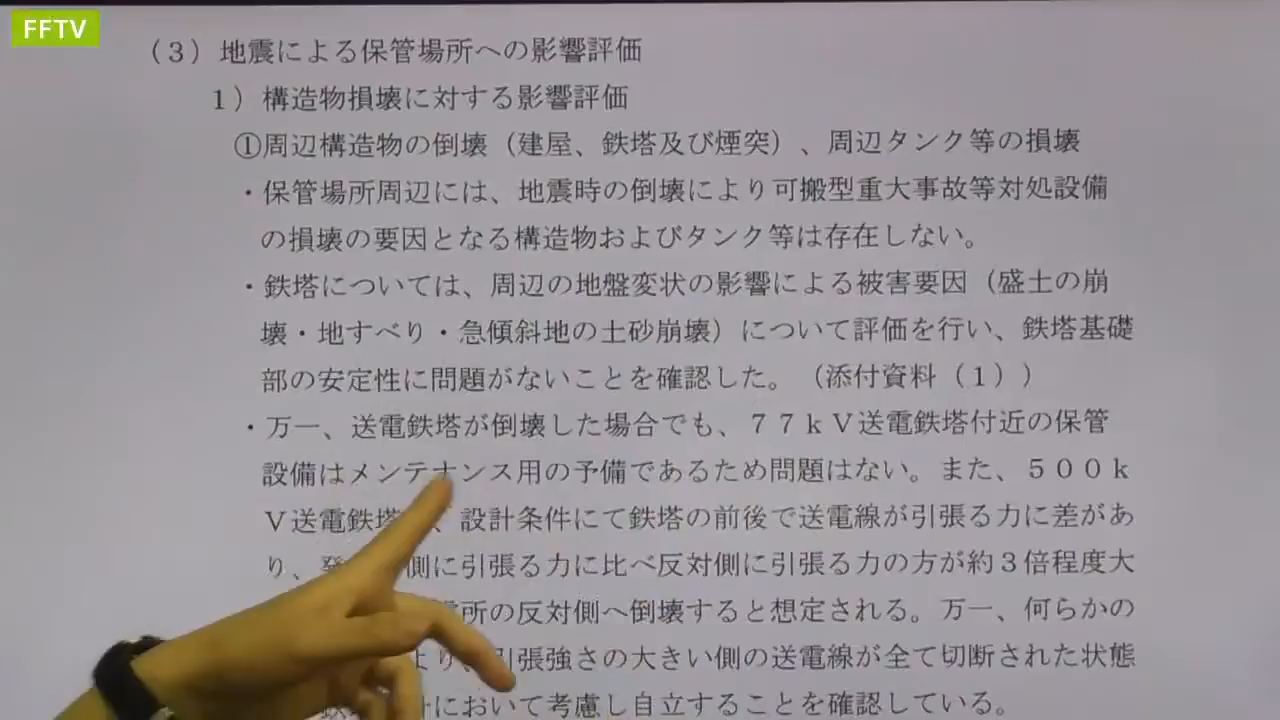 FFTV
（３）地震による保管場所への影響評価
１）構造物損壊に対する影響評価
①周辺構造物の倒壊（建屋、鉄塔及び煙突）、周辺タンク等の損壊
・保管場所周辺には、地震時の倒壊により可搬型重大事故等対処設備
の損壊の要因となる構造物およびタンク等は存在しない。
・鉄塔については、周辺の地盤変状の影響による被害要因（盛土の崩
壊・地すべり・急傾斜地の土砂崩壊）について評価を行い、鉄塔基礎
部の安定性に問題がないことを確認した。（添付資料（１））
・万一、送電鉄塔が倒壊した場合でも、７７ｋＶ送電鉄塔付近の保管
設備はメンテナンス用の予備であるため問題はない。また、５００ｋ
Ｖ送電鉄塔、設計条件にて鉄塔の前後で送電線が引張る力に差があ
り、発側に引張る力に比べ反対側に引張る力の方が約３倍程度大
所の反対側へ倒壊すると想定される。万一、何らかの
より、引張強さの大きい側の送電線が全て切断された状態
において考慮し自立することを確認している。